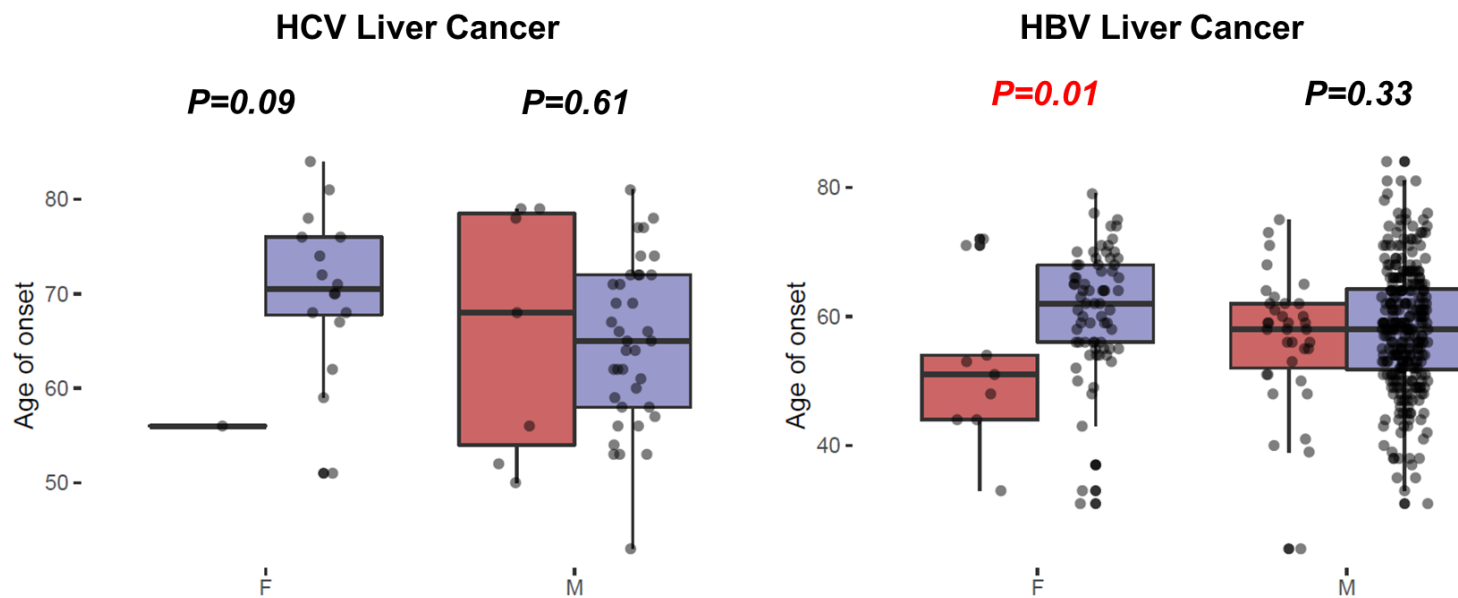 HCV Liver Cancer
HBV Liver Cancer
P=0.09
P=0.61
P=0.01
P=0.33
Age of onset
80
70
60
50
F
M
Age of onset
80
60
40
F
M